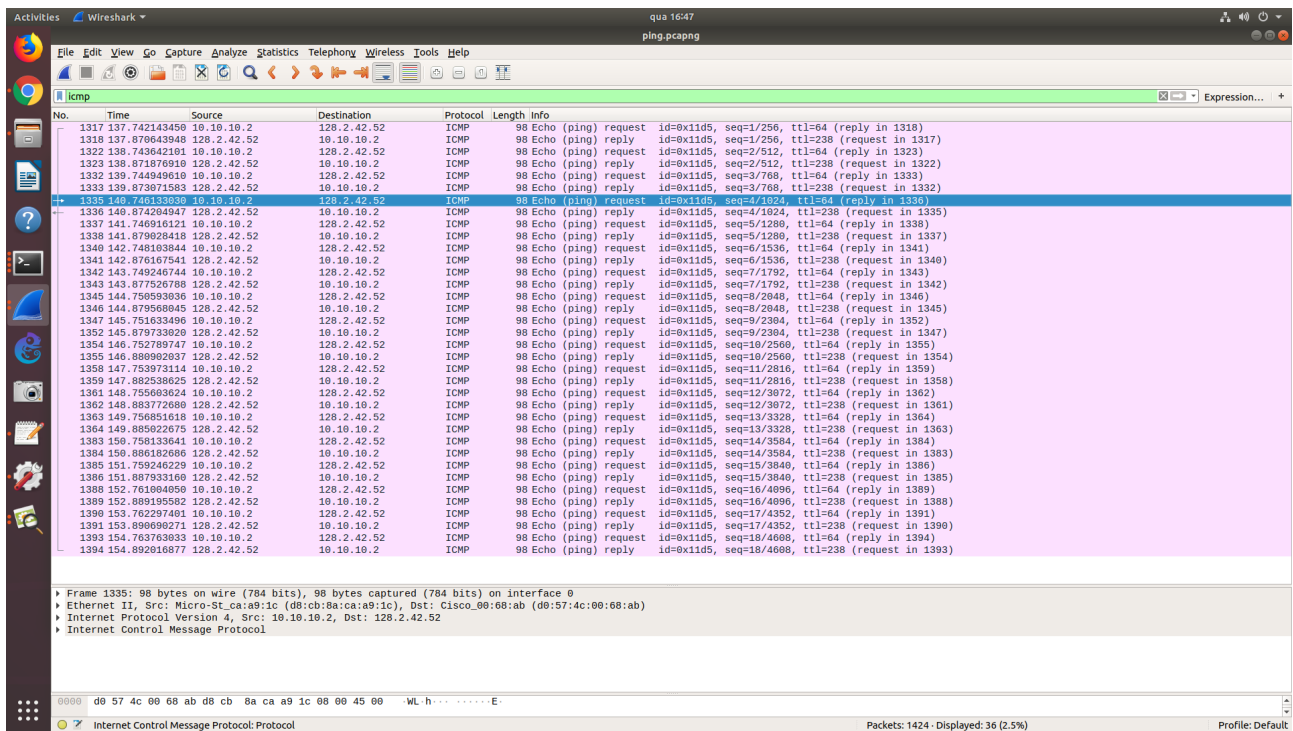 Activities Wireshark qua 16:47
ping.pcapng
File Edit View Go Capture Analyze Statistics Telephony Wireless Tools Help
icmp Expression... +
No. Time Source Destination Protocol Length Info
1317 137.742143450 10.10.10.2 128.2.42.52 ICMP 98 Echo (ping) request id=0x11d5, seq=1/256, ttl=64 (reply in 1318)
1318 137.870643948 128.2.42.52 10.10.10.2 ICMP 98 Echo (ping) reply id=0x11d5, seq=1/256, ttl=238 (request in 1317)
1322 138.743642101 10.10.10.2 128.2.42.52 ICMP 98 Echo (ping) request id=0x11d5, seq=2/512, ttl=64 (reply in 1323)
1323 138.871876910 128.2.42.52 10.10.10.2 ICMP 98 Echo (ping) reply id=0x11d5, seq=2/512, ttl=238 (request in 1322)
1332 139.744949610 10.10.10.2 128.2.42.52 ICMP 98 Echo (ping) request id=0x11d5, seq=3/768, ttl=64 (reply in 1333)
1333 139.873071583 128.2.42.52 10.10.10.2 ICMP 98 Echo (ping) reply id=0x11d5, seq=3/768, ttl=238 (request in 1332)
1335 140.746133030 10.10.10.2 128.2.42.52 ICMP 98 Echo (ping) request id=0x11d5, seq=4/1024, ttl=64 (reply in 1336)
1336 140.874204947 128.2.42.52 10.10.10.2 ICMP 98 Echo (ping) reply id=0x11d5, seq=4/1024, ttl=238 (request in 1335)
1337 141.746916121 10.10.10.2 128.2.42.52 ICMP 98 Echo (ping) request id=0x11d5, seq=5/1280, ttl=64 (reply in 1338)
1338 141.879028418 128.2.42.52 10.10.10.2 ICMP 98 Echo (ping) reply id=0x11d5, seq=5/1280, ttl=238 (request in 1337)
1340 142.748103844 10.10.10.2 128.2.42.52 ICMP 98 Echo (ping) request id=0x11d5, seq=6/1536, ttl=64 (reply in 1341)
1341 142.876167541 128.2.42.52 10.10.10.2 ICMP 98 Echo (ping) reply id=0x11d5, seq=6/1536, ttl=238 (request in 1340)
1342 143.749246744 10.10.10.2 128.2.42.52 ICMP 98 Echo (ping) request id=0x11d5, seq=7/1792, ttl=64 (reply in 1343)
1343 143.877526788 128.2.42.52 10.10.10.2 ICMP 98 Echo (ping) reply id=0x11d5, seq=7/1792, ttl=238 (request in 1342)
1345 144.750593036 10.10.10.2 128.2.42.52 ICMP 98 Echo (ping) request id=0x11d5, seq=8/2048, ttl=64 (reply in 1346)
1346 144.879568045 128.2.42.52 10.10.10.2 ICMP 98 Echo (ping) reply id=0x11d5, seq=8/2048, ttl=238 (request in 1345)
1347 145.751633496 10.10.10.2 128.2.42.52 ICMP 98 Echo (ping) request id=0x11d5, seq=9/2304, ttl=64 (reply in 1352)
1352 145.879733020 128.2.42.52 10.10.10.2 ICMP 98 Echo (ping) reply id=0x11d5, seq=9/2304, ttl=238 (request in 1347)
1354 146.752789747 10.10.10.2 128.2.42.52 ICMP 98 Echo (ping) request id=0x11d5, seq=10/2560, ttl=64 (reply in 1355)
1355 146.880902037 128.2.42.52 10.10.10.2 ICMP 98 Echo (ping) reply id=0x11d5, seq=10/2560, ttl=238 (request in 1354)
1358 147.753973114 10.10.10.2 128.2.42.52 ICMP 98 Echo (ping) request id=0x11d5, seq=11/2816, ttl=64 (reply in 1359)
1359 147.882538625 128.2.42.52 10.10.10.2 ICMP 98 Echo (ping) reply id=0x11d5, seq=11/2816, ttl=238 (request in 1358)
1361 148.755603624 10.10.10.2 128.2.42.52 ICMP 98 Echo (ping) request id=0x11d5, seq=12/3072, ttl=64 (reply in 1362)
1362 148.883772680 128.2.42.52 10.10.10.2 ICMP 98 Echo (ping) reply id=0x11d5, seq=12/3072, ttl=238 (request in 1361)
1363 149.756851618 10.10.10.2 128.2.42.52 ICMP 98 Echo (ping) request id=0x11d5, seq=13/3328, ttl=64 (reply in 1364)
1364 149.885022675 128.2.42.52 10.10.10.2 ICMP 98 Echo (ping) reply id=0x11d5, seq=13/3328, ttl=238 (request in 1363)
1383 150.758133641 10.10.10.2 128.2.42.52 ICMP 98 Echo (ping) request id=0x11d5, seq=14/3584, ttl=64 (reply in 1384)
1384 150.886182686 128.2.42.52 10.10.10.2 ICMP 98 Echo (ping) reply id=0x11d5, seq=14/3584, ttl=238 (request in 1383)
1385 151.759246229 10.10.10.2 128.2.42.52 ICMP 98 Echo (ping) request id=0x11d5, seq=15/3840, ttl=64 (reply in 1386)
1386 151.887933160 128.2.42.52 10.10.10.2 ICMP 98 Echo (ping) reply id=0x11d5, seq=15/3840, ttl=238 (request in 1385)
1388 152.761004050 10.10.10.2 128.2.42.52 ICMP 98 Echo (ping) request id=0x11d5, seq=16/4096, ttl=64 (reply in 1389)
1389 152.889195582 128.2.42.52 10.10.10.2 ICMP 98 Echo (ping) reply id=0x11d5, seq=16/4096, ttl=238 (request in 1388)
1390 153.762297401 10.10.10.2 128.2.42.52 ICMP 98 Echo (ping) request id=0x11d5, seq=17/4352, ttl=64 (reply in 1391)
1391 153.890690271 128.2.42.52 10.10.10.2 ICMP 98 Echo (ping) reply id=0x11d5, seq=17/4352, ttl=238 (request in 1390)
1393 154.763763033 10.10.10.2 128.2.42.52 ICMP 98 Echo (ping) request id=0x11d5, seq=18/4608, ttl=64 (reply in 1394)
1394 154.892016877 128.2.42.52 10.10.10.2 ICMP 98 Echo (ping) reply id=0x11d5, seq=18/4608, ttl=238 (request in 1393)
Frame 1335: 98 bytes on wire (784 bits), 98 bytes captured (784 bits) on interface 0
Ethernet II, Src: Micro-St_ca:a9:1c (d8:cb:8a:ca:a9:1c), Dst: Cisco_00:68:ab (d0:57:4c:00:68:ab)
Internet Protocol Version 4, Src: 10.10.10.2, Dst: 128.2.42.52
Internet Control Message Protocol
0000 d0 57 4c 00 68 ab d8 cb 8a ca a9 1c 08 00 45 00 ·WL·h··· ······E·
Internet Control Message Protocol: Protocol Packets: 1424 · Displayed: 36 (2.5%) Profile: Default